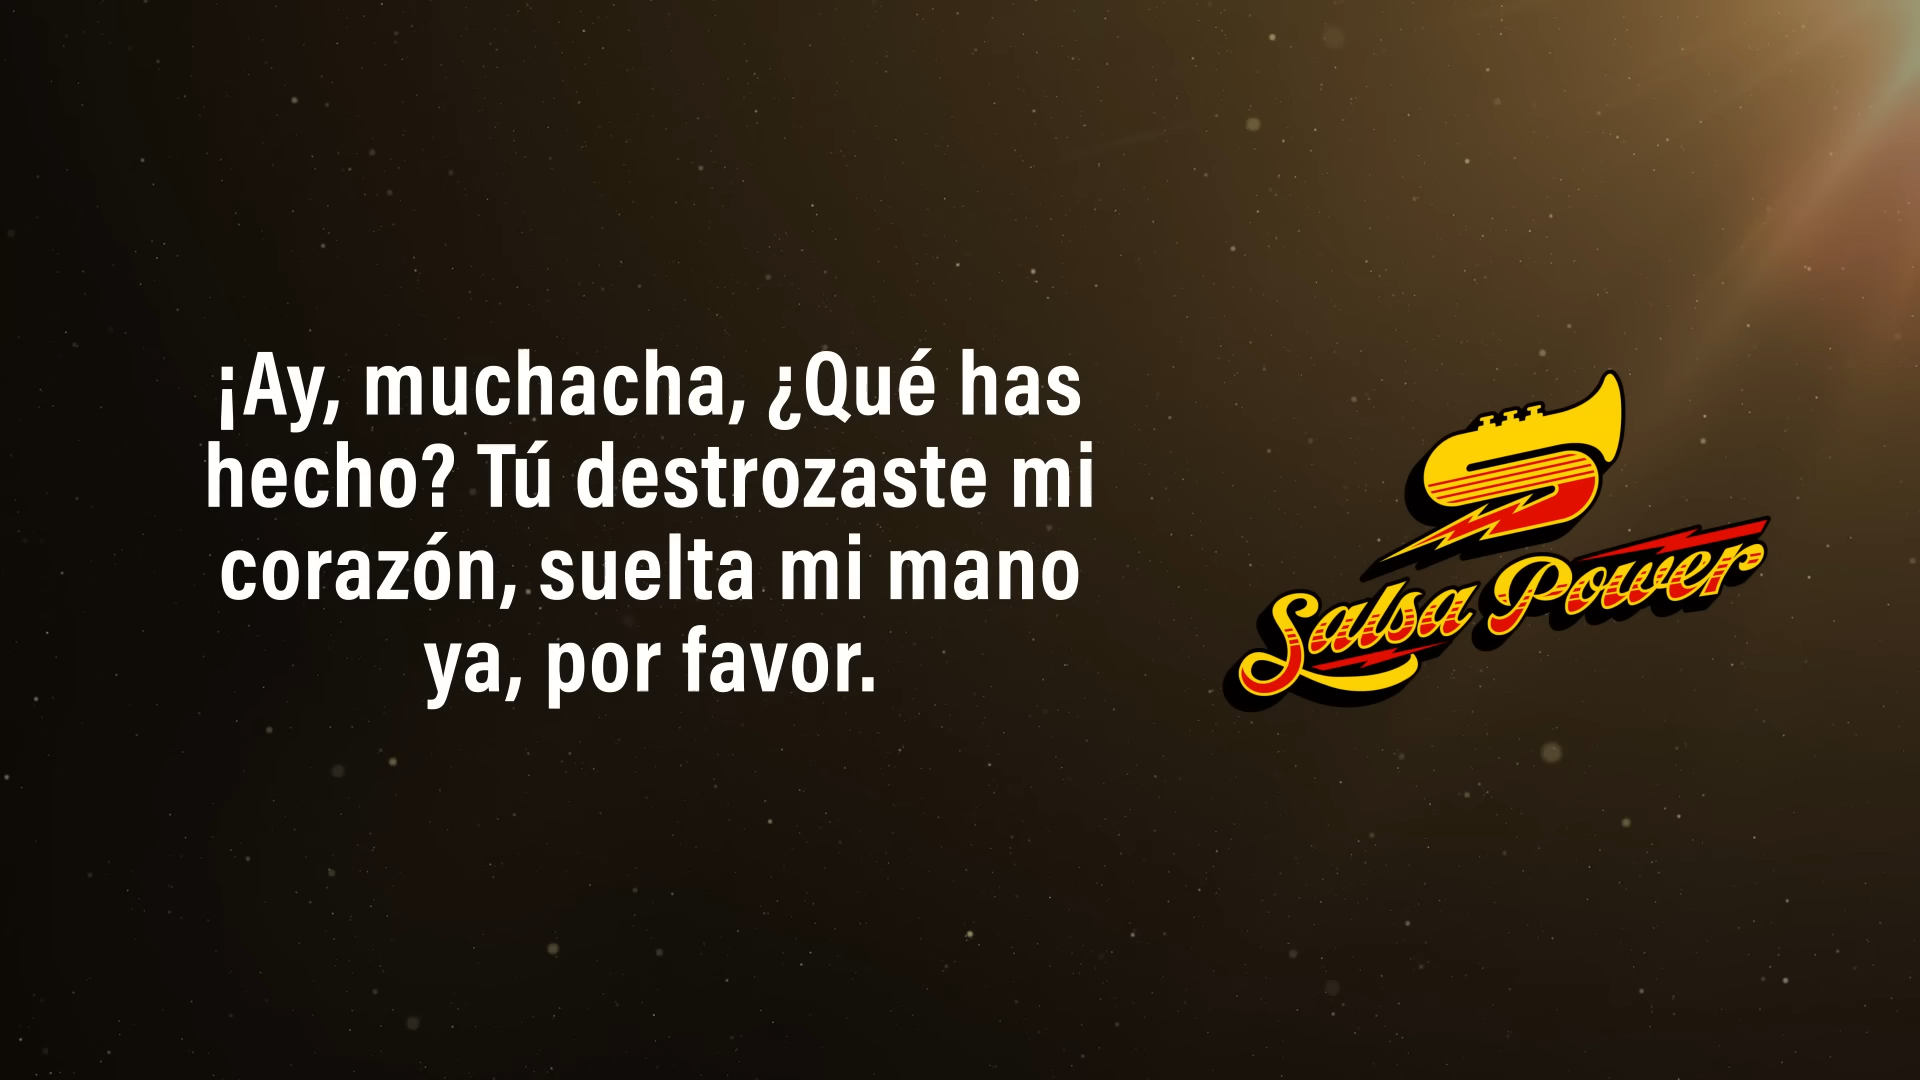 ¡Ay, muchacha, ¿Qué has
hecho? Tú destrozaste mi
corazón, suelta mi mano
ya, por favor.
Salsa Power